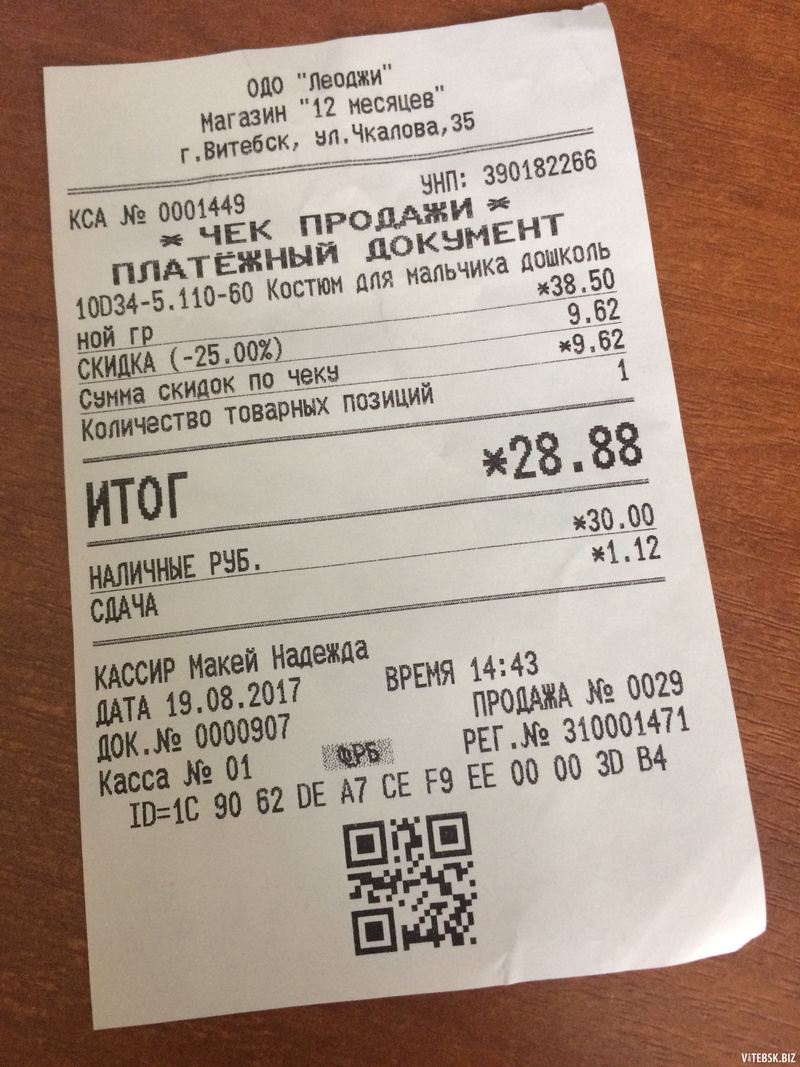 ОДО "Леоджи"
Магазин "12 месяцев"
г.Витебск, ул.Чкалова,35
УНП: 390182266
КСА № 0001449
* ЧЕК ПРОДАЖИ *
ПЛАТЁЖНЫЙ ДОКУМЕНТ
10D34-5.110-60 Костюм для мальчика дошколь
ной гр *38.50
СКИДКА (-25.00%) 9.62
Сумма скидок по чеку *9.62
Количество товарных позиций 1
ИТОГ *28.88
НАЛИЧНЫЕ РУБ. *30.00
СДАЧА *1.12
КАССИР Макей Надежда
ДАТА 19.08.2017 ВРЕМЯ 14:43
ДОК.№ 0000907 ПРОДАЖА № 0029
Касса № 01 ФРБ РЕГ.№ 310001471
ID=1C 90 62 DE A7 CE F9 EE 00 00 3D B4
VITEBSK.BIZ